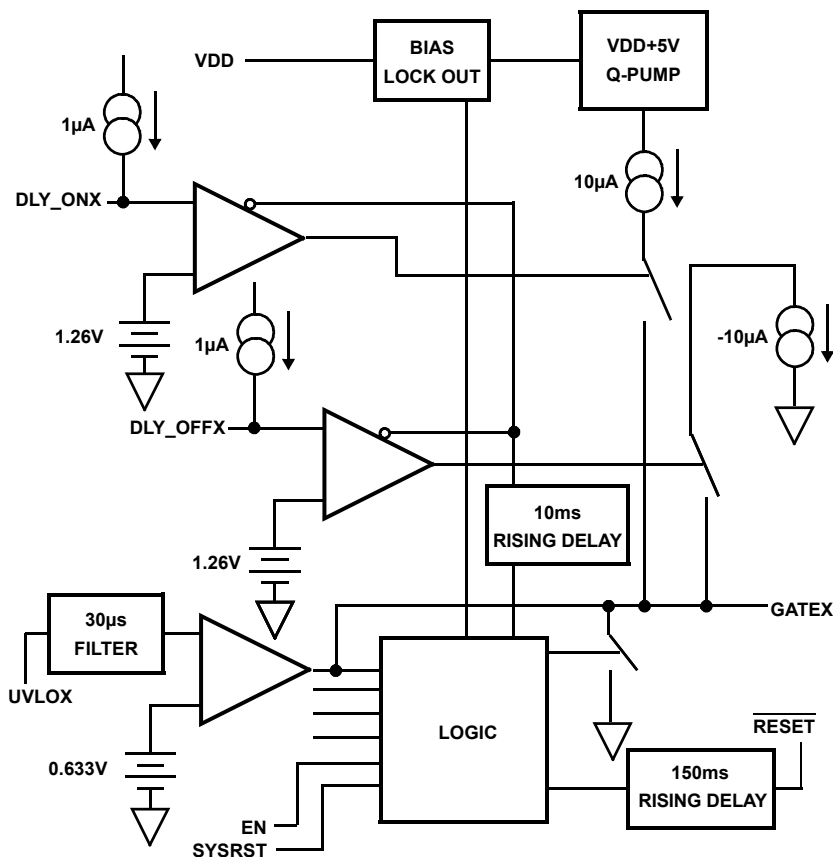 BIAS
LOCK OUT
VDD+5V
Q-PUMP
VDD
1µA
10µA
DLY_ONX
1.26V
1µA
-10µA
DLY_OFFX
10ms
RISING DELAY
1.26V
30µs
FILTER
GATEX
UVLOX
LOGIC
RESET
0.633V
150ms
RISING DELAY
EN
SYSRST